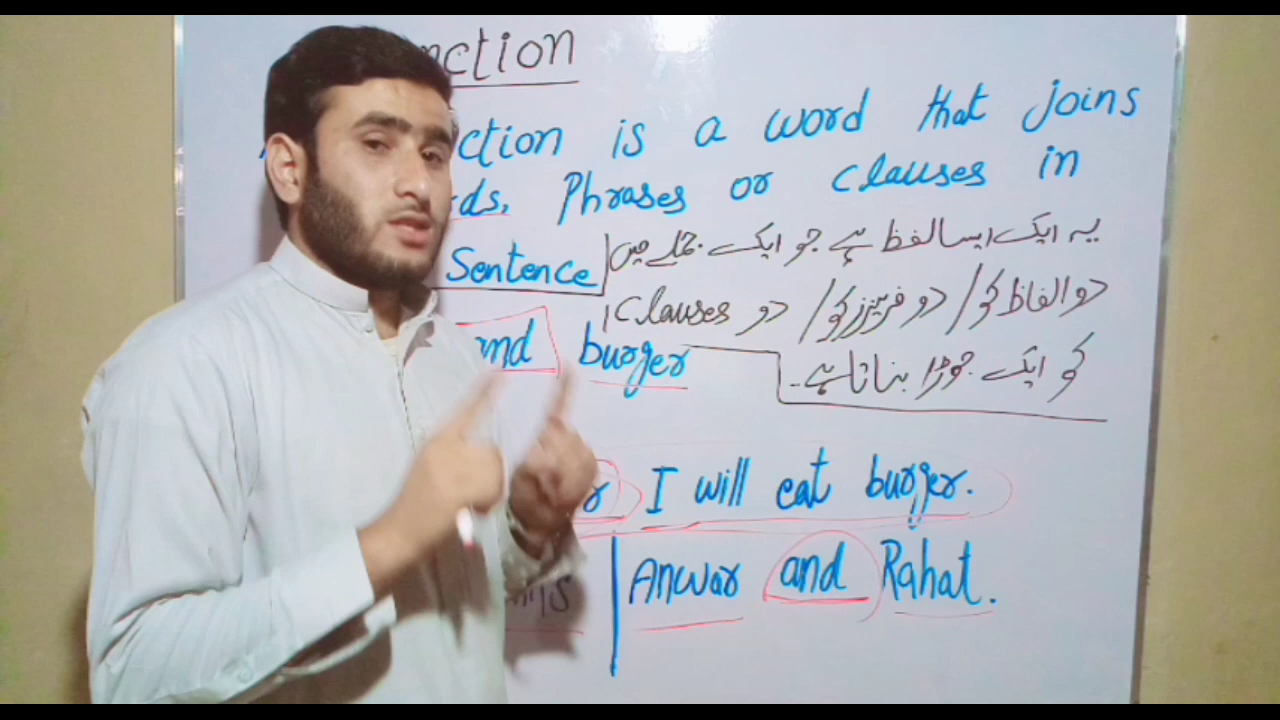 nction
ction is a word that joins
rds, Phrases or clauses in
Sentence
یہ ایک ایسا لفظ ہے جو ایک جملے میں
دو الفاظ کو / دو فریزز کو / دو Clauses
کو ایک جوڑا بناتا ہے۔
and burger
r I will eat burger.
Anwar and Rahat.